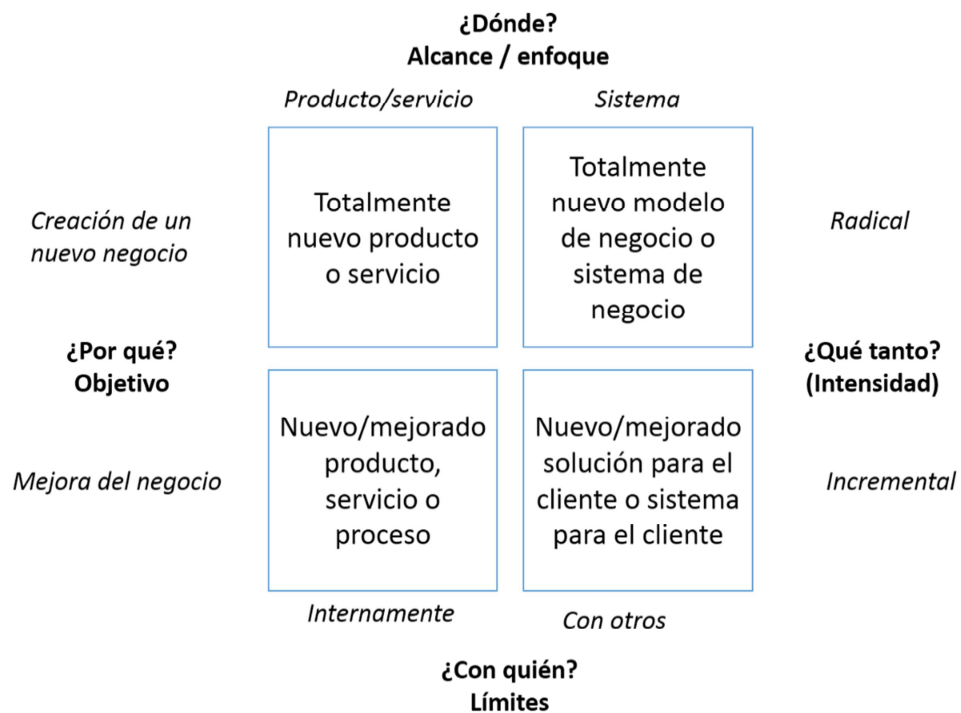 ¿Dónde?
Alcance / enfoque
Producto/servicio
Sistema
Creación de un
nuevo negocio
Totalmente
nuevo producto
o servicio
Totalmente
nuevo modelo
de negocio o
sistema de
negocio
Radical
¿Por qué?
Objetivo
¿Qué tanto?
(Intensidad)
Mejora del negocio
Nuevo/mejorado
producto,
servicio o
proceso
Nuevo/mejorado
solución para el
cliente o sistema
para el cliente
Incremental
Internamente
Con otros
¿Con quién?
Límites